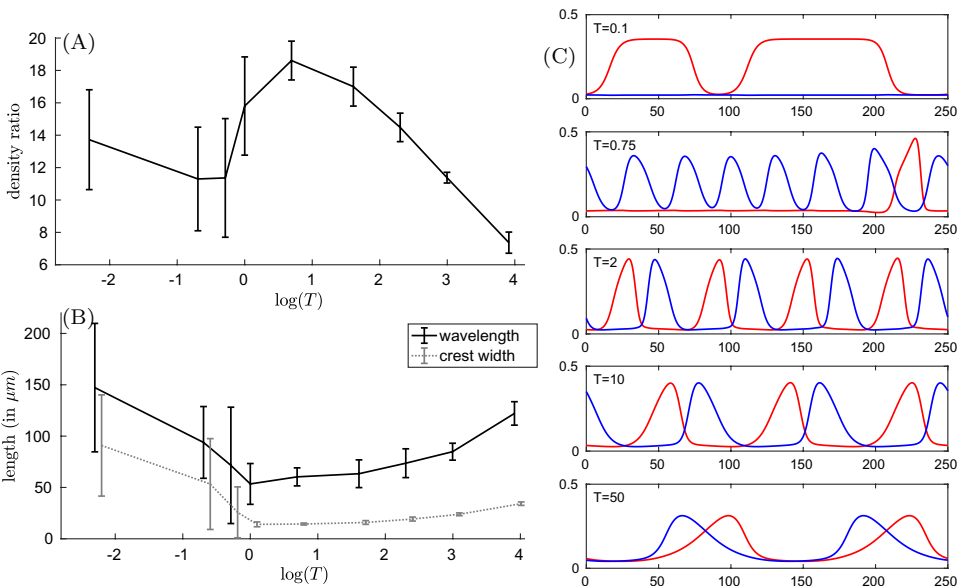 (A)
20
18
16
14
12
10
8
6
density ratio
-2 -1 0 1 2 3 4
log(T)
(B)
200
150
100
50
0
length (in μm)
wavelength
crest width
-2 -1 0 1 2 3 4
log(T)
(C)
0.5
T=0.1
0
0 50 100 150 200 250
0.5
T=0.75
0
0 50 100 150 200 250
0.5
T=2
0
0 50 100 150 200 250
0.5
T=10
0
0 50 100 150 200 250
0.5
T=50
0
0 50 100 150 200 250